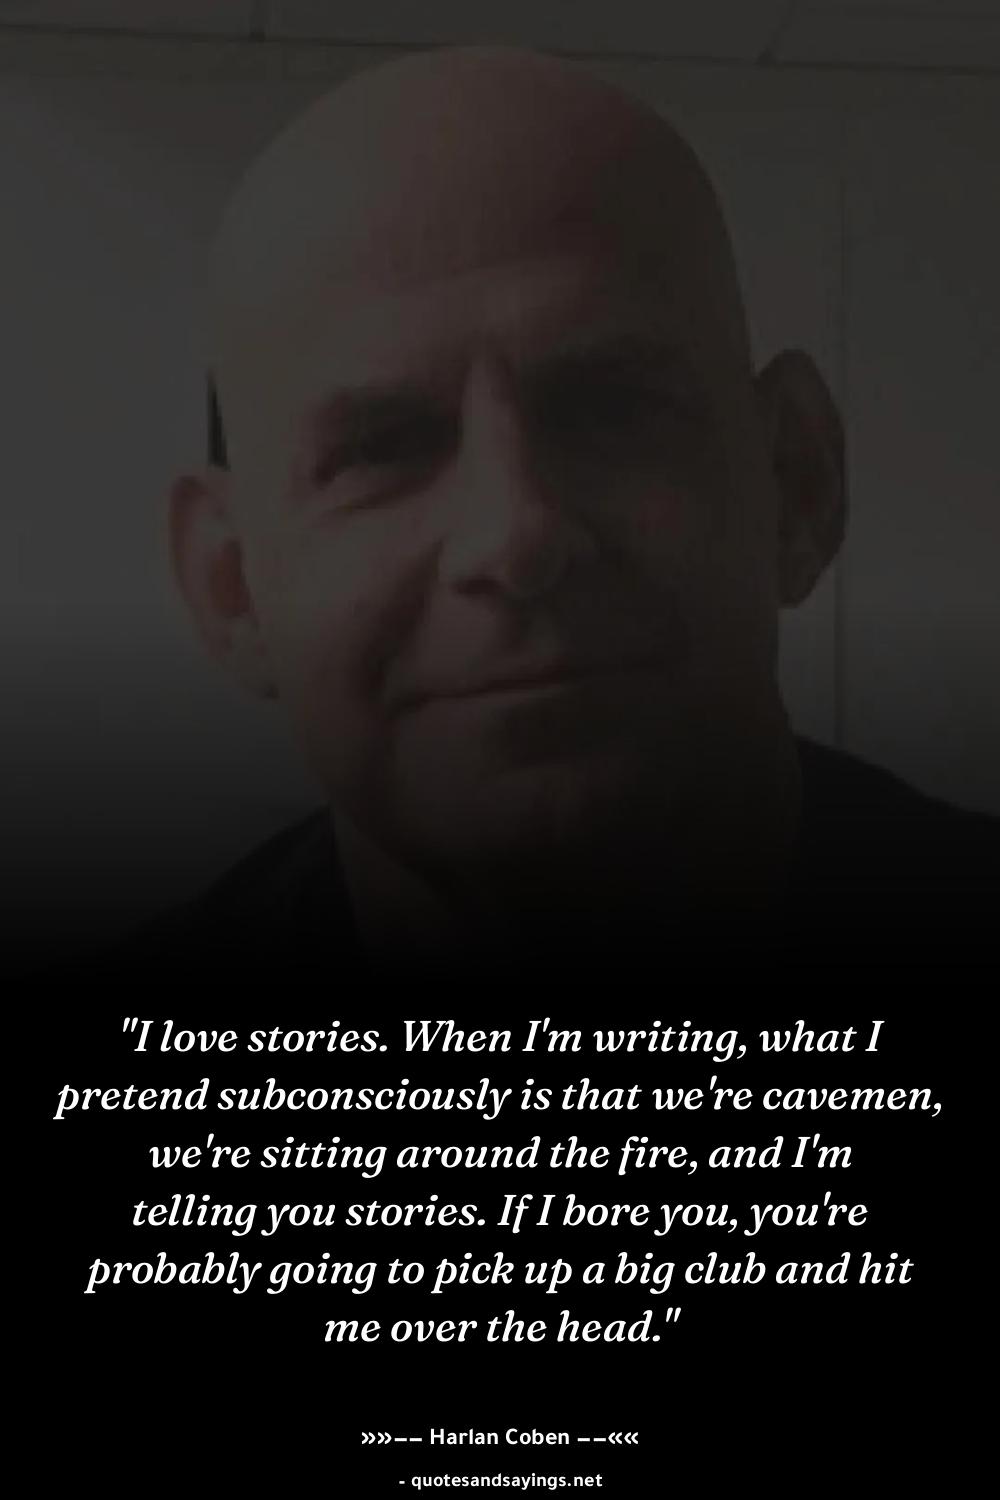 "I love stories. When I'm writing, what I
pretend subconsciously is that we're cavemen,
we're sitting around the fire, and I'm
telling you stories. If I bore you, you're
probably going to pick up a big club and hit
me over the head."
»»—— Harlan Coben ——««
- quotesandsayings.net